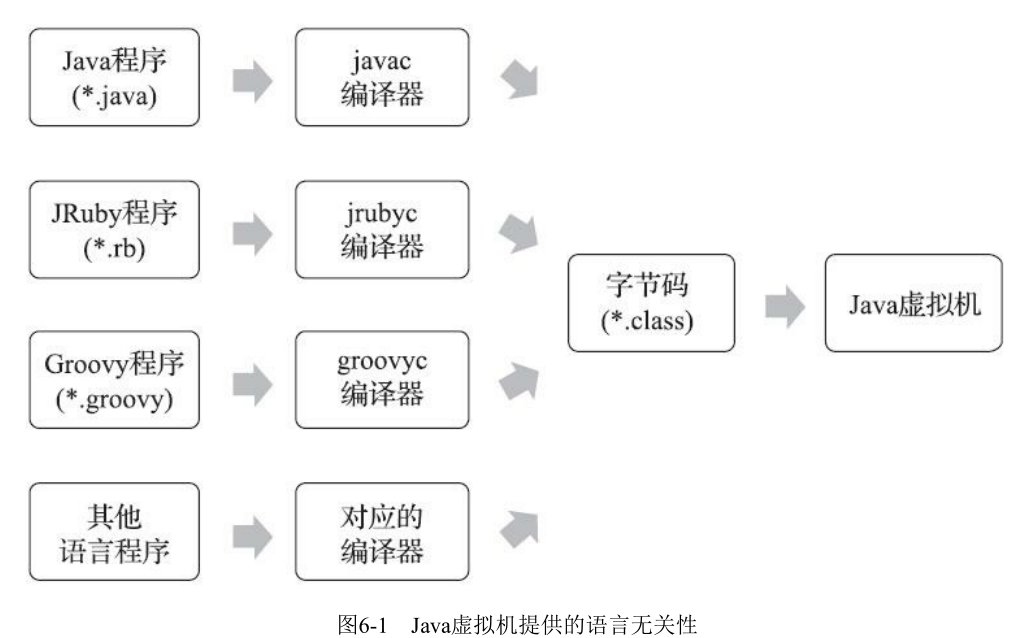 Java程序
(*.java)
javac
编译器
JRuby程序
(*.rb)
jrubyc
编译器
Groovy程序
(*.groovy)
groovyc
编译器
其他
语言程序
对应的
编译器
字节码
(*.class)
Java虚拟机
图6-1 Java虚拟机提供的语言无关性